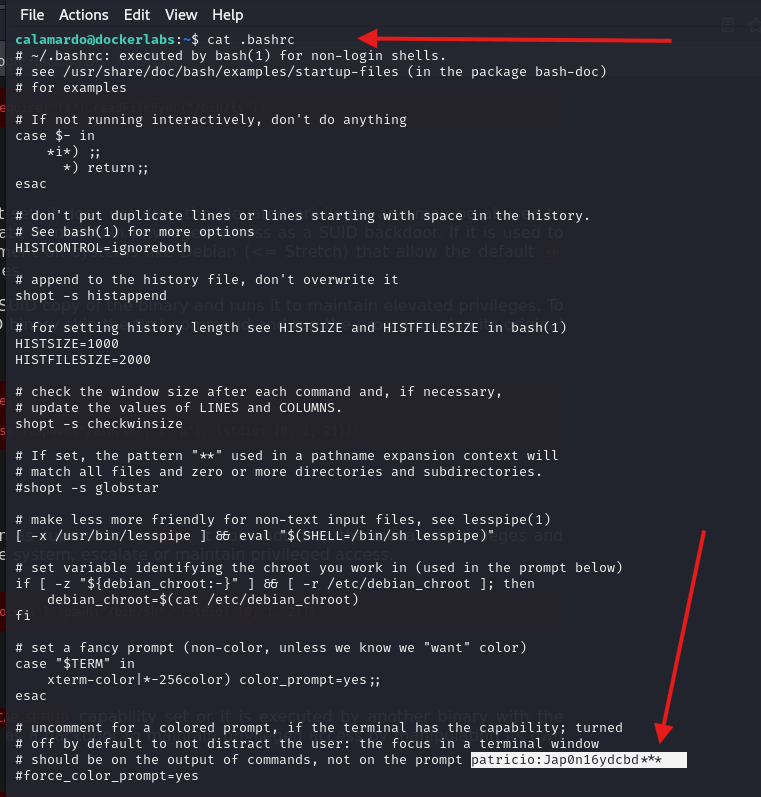 File Actions Edit View Help
calamardo@dockerlabs:~$ cat .bashrc
# ~/.bashrc: executed by bash(1) for non-login shells.
# see /usr/share/doc/bash/examples/startup-files (in the package bash-doc)
# for examples
# If not running interactively, don't do anything
case $- in
    *i*) ;;
      *) return;;
esac
# don't put duplicate lines or lines starting with space in the history.
# See bash(1) for more options
HISTCONTROL=ignoreboth
# append to the history file, don't overwrite it
shopt -s histappend
# for setting history length see HISTSIZE and HISTFILESIZE in bash(1)
HISTSIZE=1000
HISTFILESIZE=2000
# check the window size after each command and, if necessary,
# update the values of LINES and COLUMNS.
shopt -s checkwinsize
# If set, the pattern "**" used in a pathname expansion context will
# match all files and zero or more directories and subdirectories.
#shopt -s globstar
# make less more friendly for non-text input files, see lesspipe(1)
[ -x /usr/bin/lesspipe ] && eval "$(SHELL=/bin/sh lesspipe)"
# set variable identifying the chroot you work in (used in the prompt below)
if [ -z "${debian_chroot:-}" ] && [ -r /etc/debian_chroot ]; then
    debian_chroot=$(cat /etc/debian_chroot)
fi
# set a fancy prompt (non-color, unless we know we "want" color)
case "$TERM" in
    xterm-color|*-256color) color_prompt=yes;;
esac
# uncomment for a colored prompt, if the terminal has the capability; turned
# off by default to not distract the user: the focus in a terminal window
# should be on the output of commands, not on the prompt patricio:Jap0n16ydcbd***
#force_color_prompt=yes